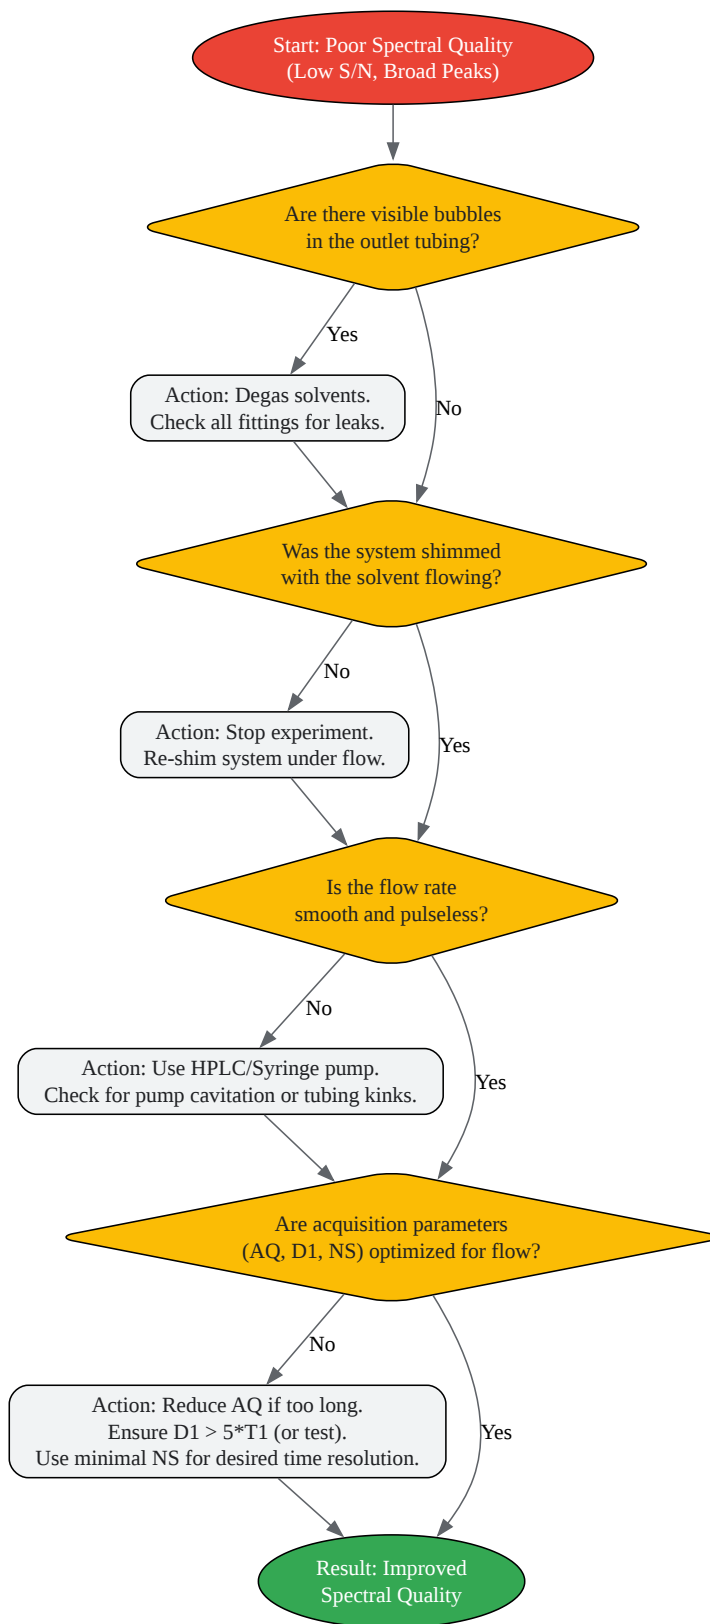 Start: Poor Spectral Quality
(Low S/N, Broad Peaks)
Are there visible bubbles
in the outlet tubing?
Yes
Action: Degas solvents.
Check all fittings for leaks.
No
Was the system shimmed
with the solvent flowing?
No
Action: Stop experiment.
Re-shim system under flow.
Yes
Is the flow rate
smooth and pulseless?
No
Action: Use HPLC/Syringe pump.
Check for pump cavitation or tubing kinks.
Yes
Are acquisition parameters
(AQ, D1, NS) optimized for flow?
No
Action: Reduce AQ if too long.
Ensure D1 > 5*T1 (or test).
Use minimal NS for desired time resolution.
Yes
Result: Improved
Spectral Quality